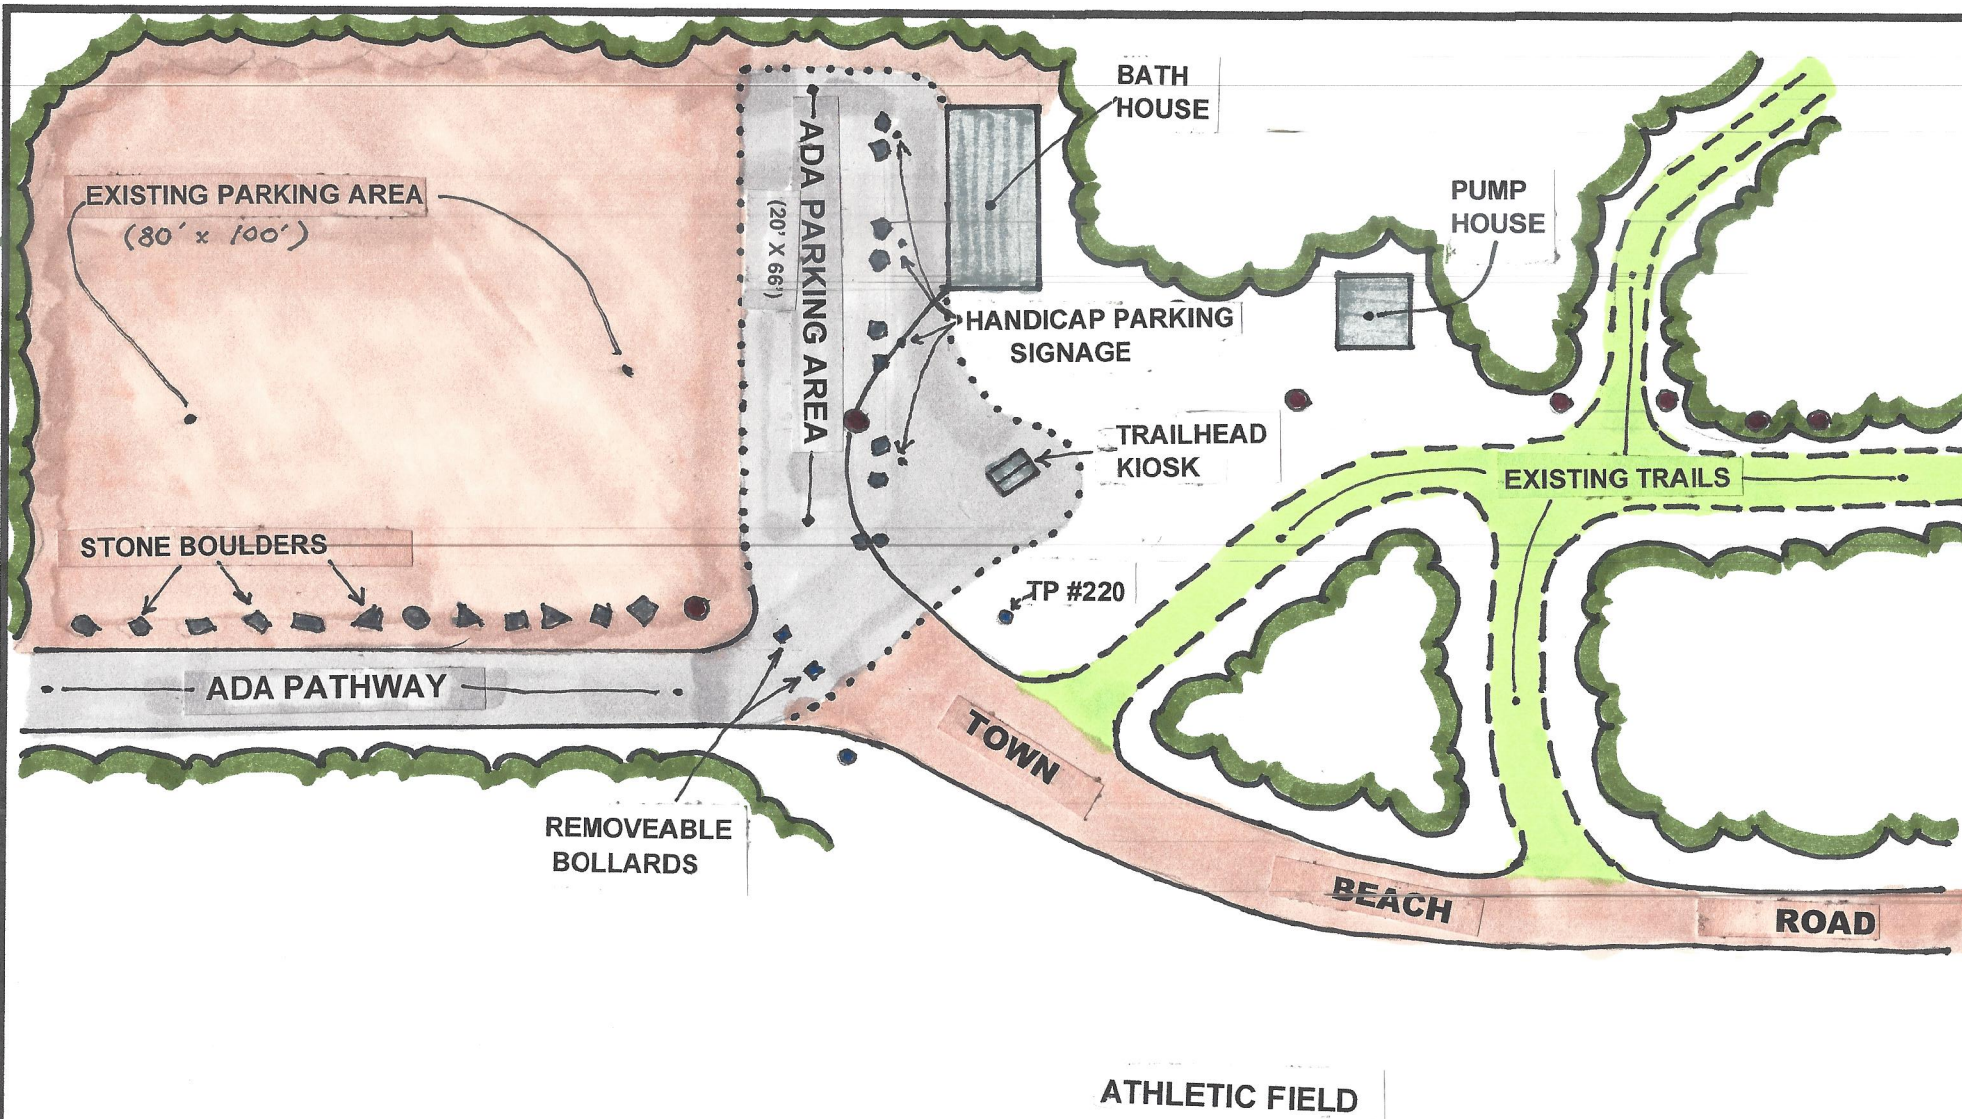 BATH
HOUSE
EXISTING PARKING AREA
(80' x 100')
ADA PARKING AREA
(20' X 66')
PUMP
HOUSE
HANDICAP PARKING
SIGNAGE
TRAILHEAD
KIOSK
EXISTING TRAILS
STONE BOULDERS
TP #220
ADA PATHWAY
TOWN
BEACH
ROAD
REMOVEABLE
BOLLARDS
ATHLETIC FIELD